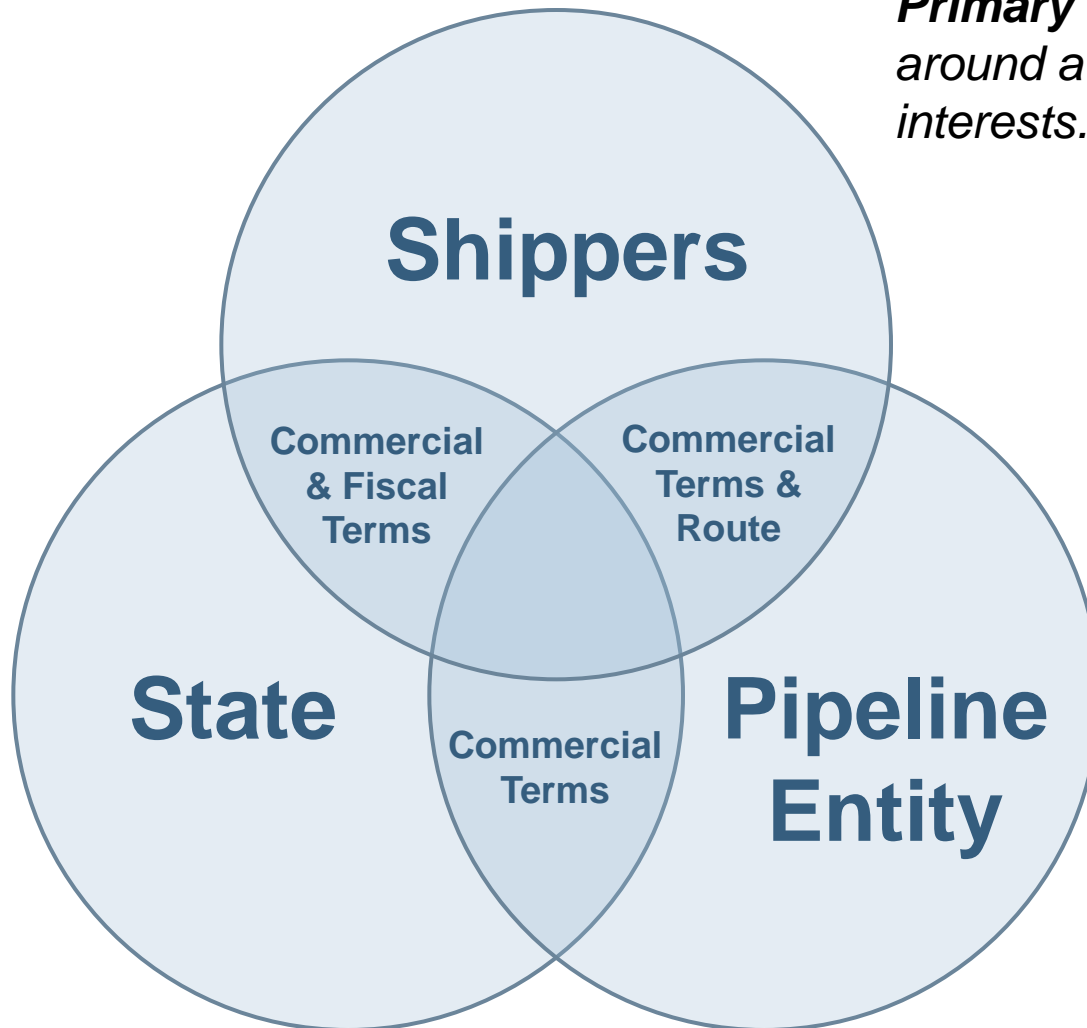 Primary
around a
interests.
Shippers
Commercial
& Fiscal
Terms
Commercial
Terms &
Route
State
Pipeline
Entity
Commercial
Terms